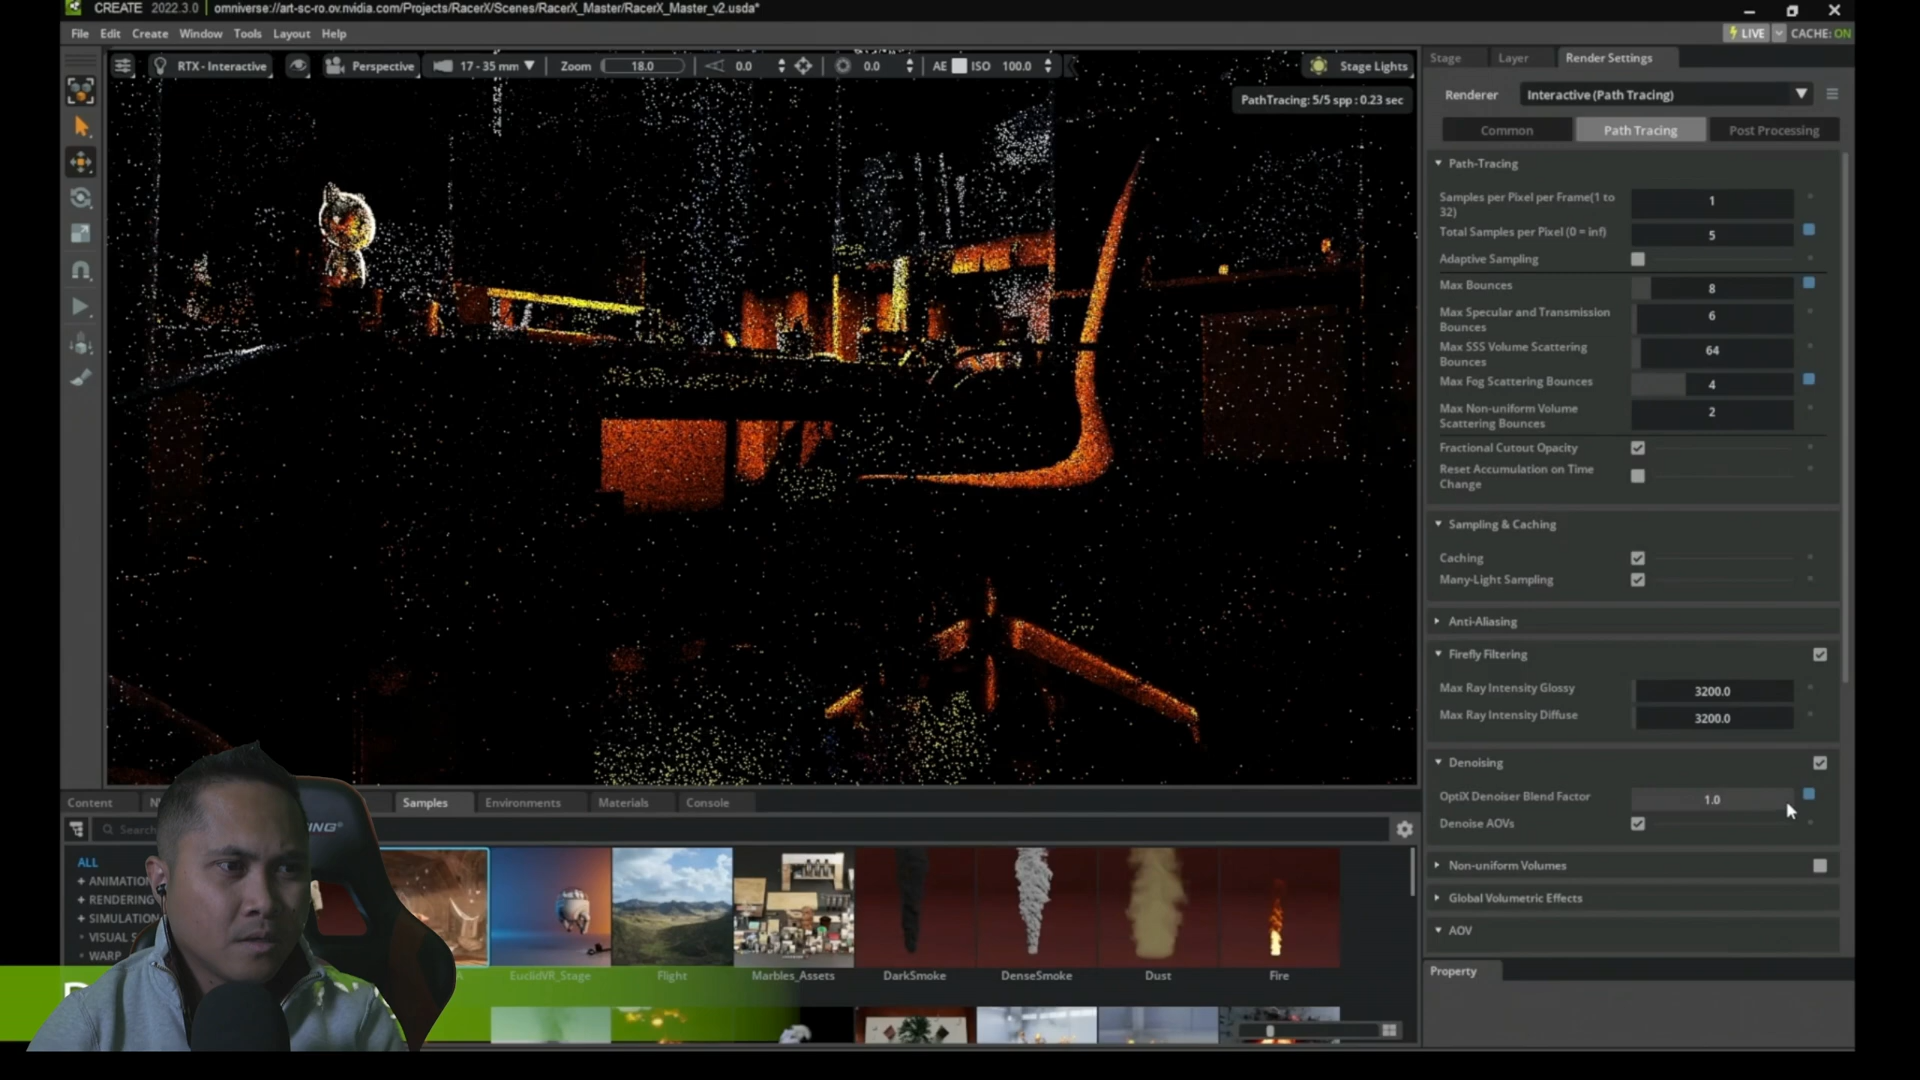 CREATE 2022.3.0 omniverse://art-sc-ro.ov.nvidia.com/Projects/RacerX/Scenes/RacerX_Master/RacerX_Master_v2.usda*
File Edit Create Window Tools Layout Help
LIVE CACHE: ON
RTX - Interactive Perspective 17 - 35 mm Zoom 18.0 0.0 0.0 AE ISO 100.0 Stage Lights
PathTracing: 5/5 spp : 0.23 sec
Stage Layer Render Settings
Renderer Interactive (Path Tracing)
Common Path Tracing Post Processing
Path-Tracing
Samples per Pixel per Frame(1 to
32) 1
Total Samples per Pixel (0 = inf) 5
Adaptive Sampling
Max Bounces 8
Max Specular and Transmission
Bounces 6
Max SSS Volume Scattering
Bounces 64
Max Fog Scattering Bounces 4
Max Non-uniform Volume
Scattering Bounces 2
Fractional Cutout Opacity
Reset Accumulation on Time
Change
Sampling & Caching
Caching
Many-Light Sampling
Anti-Aliasing
Firefly Filtering
Max Ray Intensity Glossy 3200.0
Max Ray Intensity Diffuse 3200.0
Denoising
OptiX Denoiser Blend Factor 1.0
Denoise AOVs
Non-uniform Volumes
Global Volumetric Effects
AOV
Property
Content Samples Environments Materials Console
Search
ALL
+ ANIMATION
+ RENDERING
+ SIMULATION
VISUAL S
WARP
EuclidVR_Stage Flight Marbles_Assets DarkSmoke DenseSmoke Dust Fire